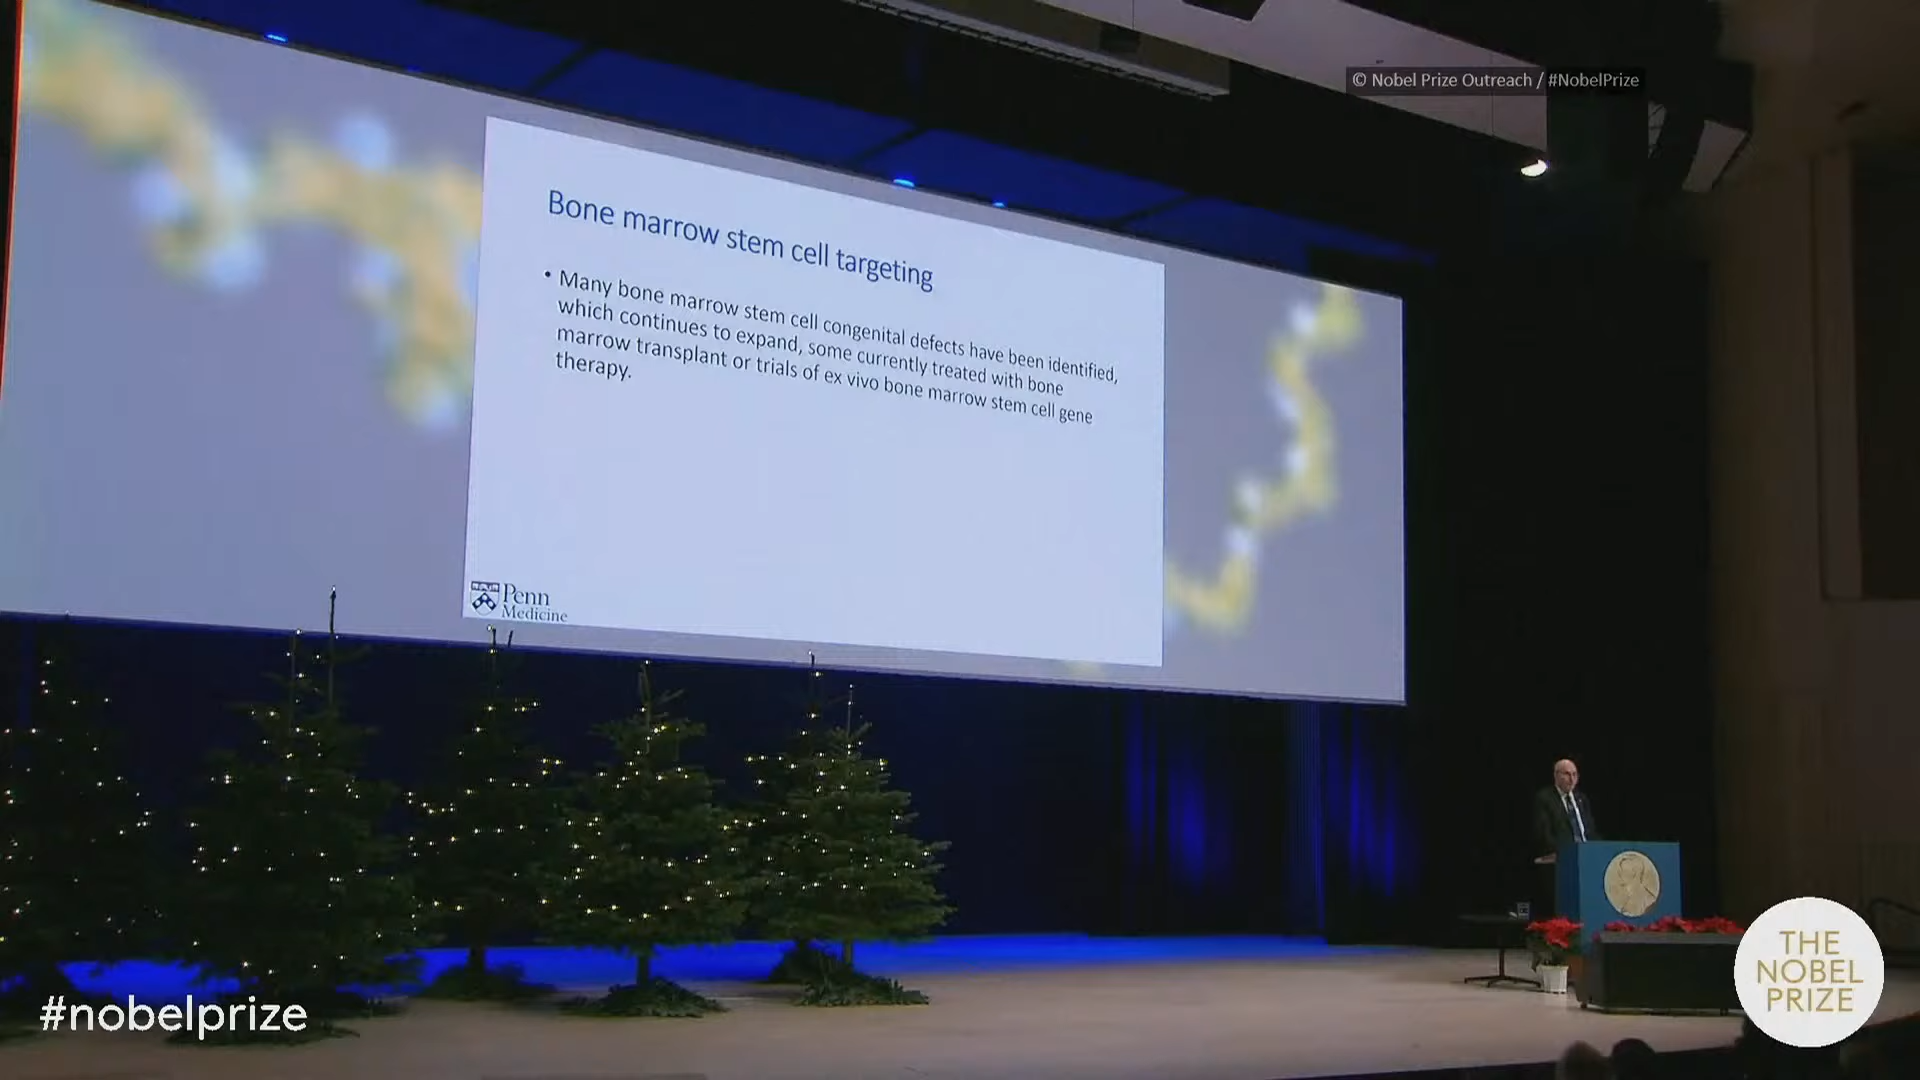 © Nobel Prize Outreach / #NobelPrize
Bone marrow stem cell targeting
• Many bone marrow stem cell congenital defects have been identified,
which continues to expand, some currently treated with bone
marrow transplant or trials of ex vivo bone marrow stem cell gene
therapy.
Penn
Medicine
#nobelprize
THE
NOBEL
PRIZE